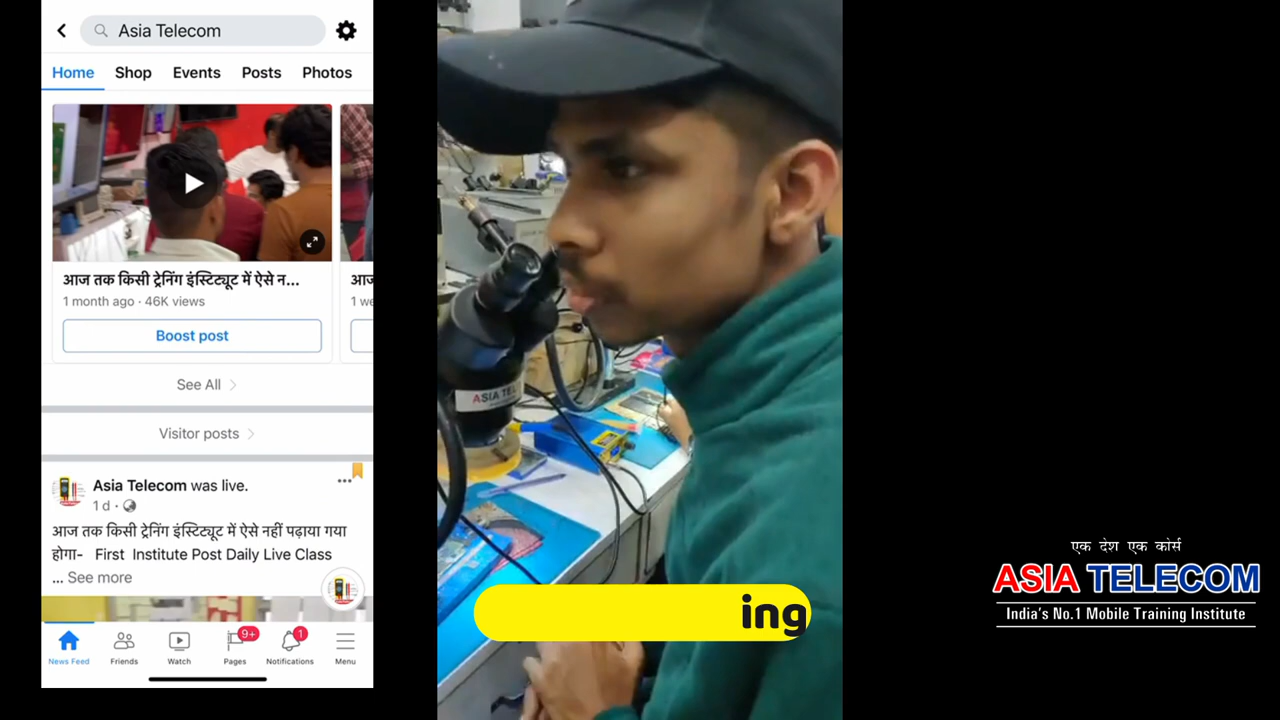 Asia Telecom
Home Shop Events Posts Photos
आज तक किसी ट्रेनिंग इंस्टिट्यूट में ऐसे न...
1 month ago · 46K views
Boost post
See All
Visitor posts
Asia Telecom was live.
1 d
आज तक किसी ट्रेनिंग इंस्टिट्यूट में ऐसे नहीं पढ़ाया गया
होगा- First Institute Post Daily Live Class
... See more
9+
1
News Feed Friends Watch Pages Notifications Menu
ing
एक देश एक कोर्स
ASIA TELECOM
India's No.1 Mobile Training Institute